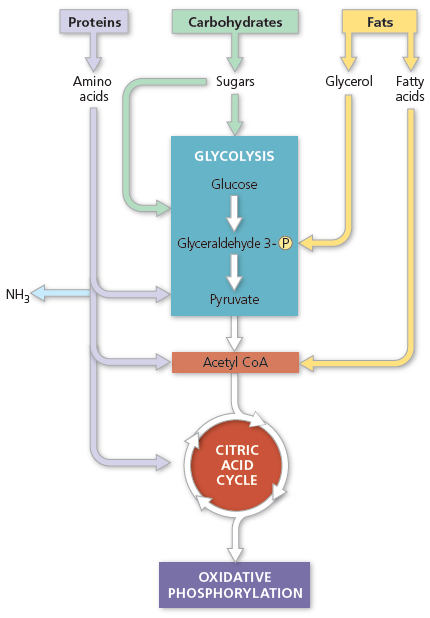 Proteins
Carbohydrates
Fats
Amino
acids
Sugars
Glycerol
Fatty
acids
GLYCOLYSIS
Glucose
Glyceraldehyde 3- P
NH₃
Pyruvate
Acetyl CoA
CITRIC
ACID
CYCLE
OXIDATIVE
PHOSPHORYLATION